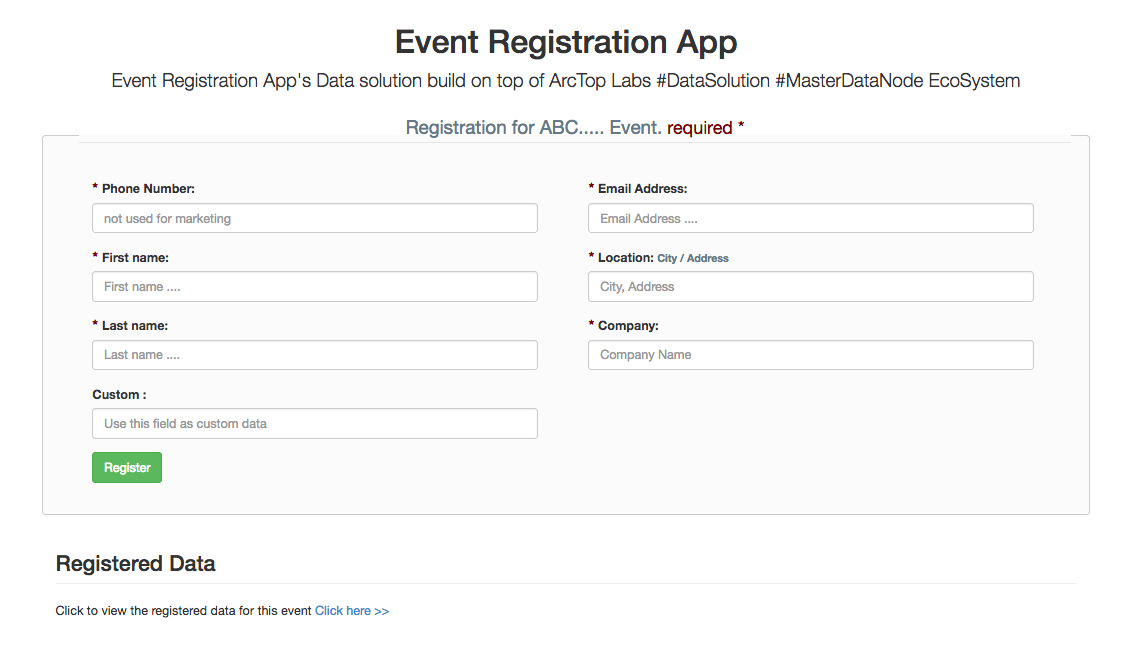 Event Registration App
Event Registration App's Data solution build on top of ArcTop Labs #DataSolution #MasterDataNode EcoSystem
Registration for ABC..... Event. required *
* Phone Number:
not used for marketing
* Email Address:
Email Address ....
* First name:
First name ....
* Location: City / Address
City, Address
* Last name:
Last name ....
* Company:
Company Name
Custom :
Use this field as custom data
Register
Registered Data
Click to view the registered data for this event Click here >>